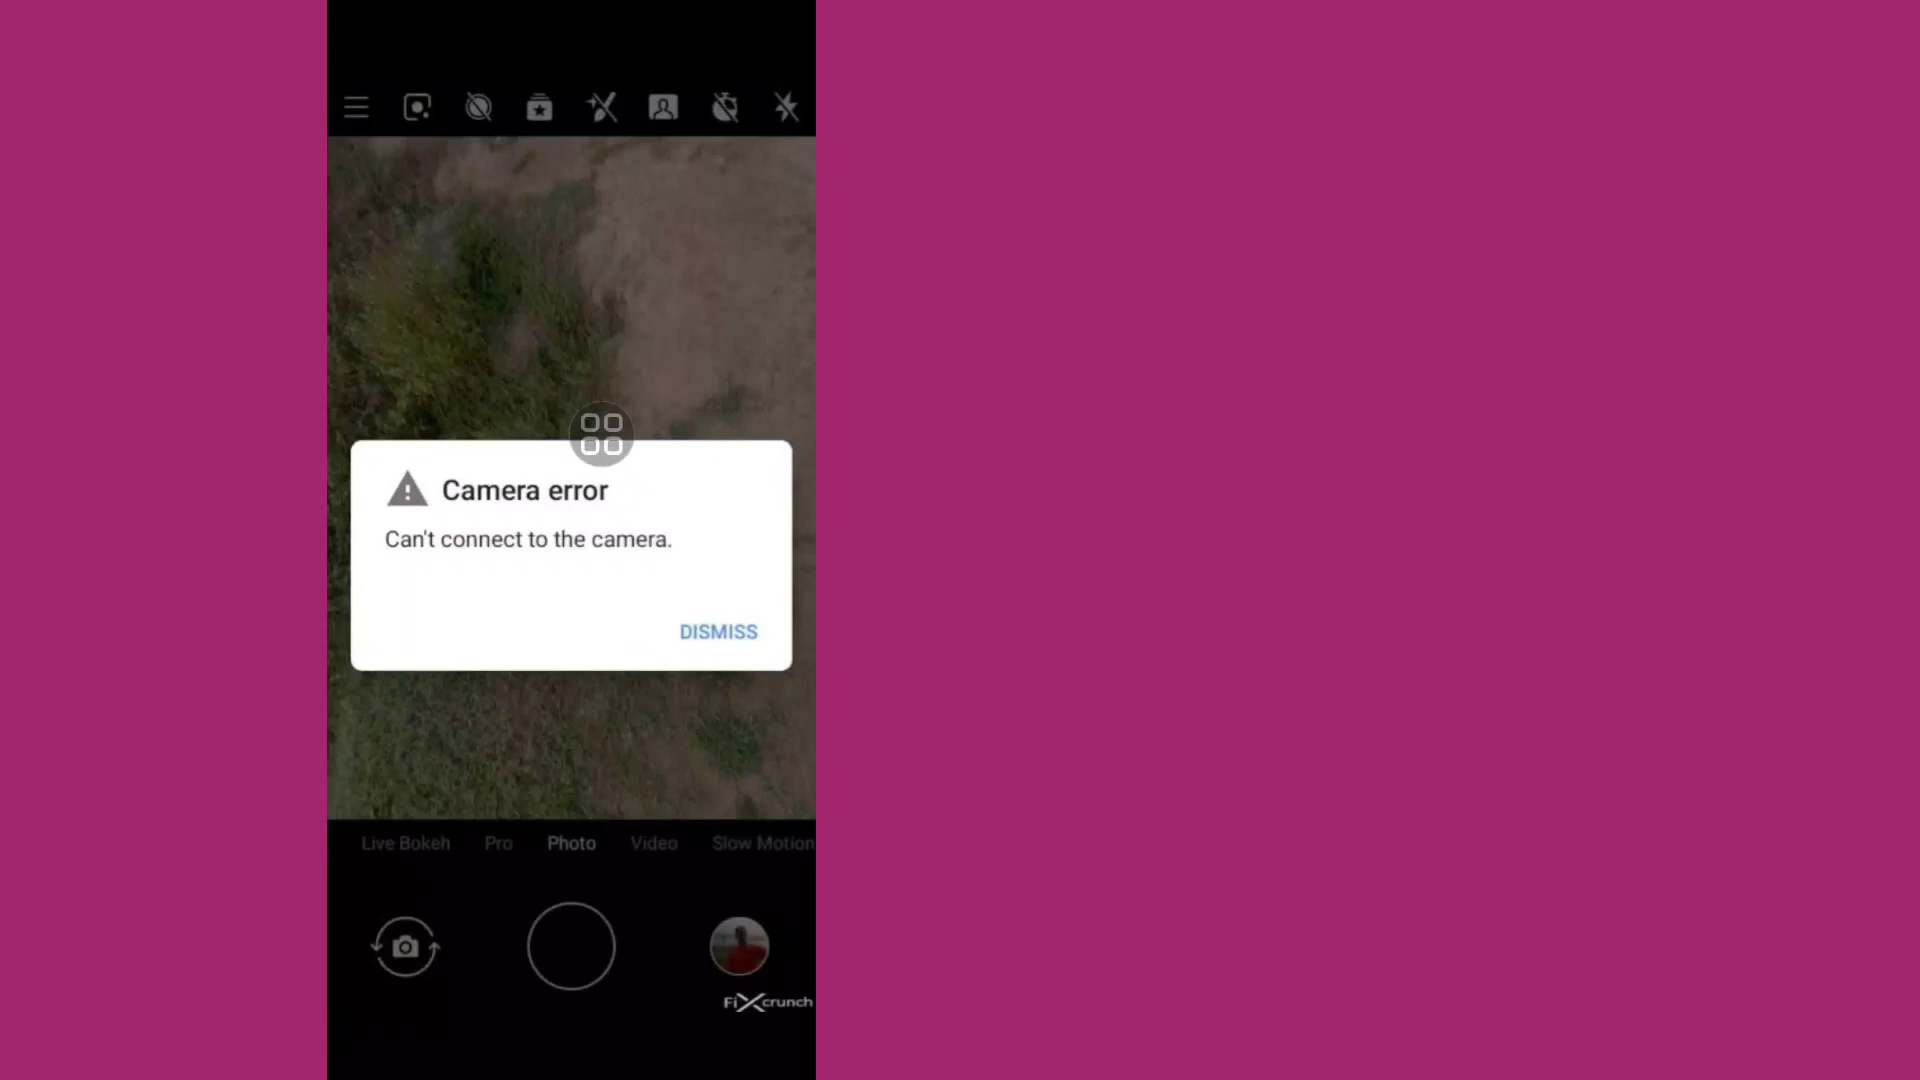 Camera error
Can't connect to the camera.
DISMISS
Live Bokeh Pro Photo Video Slow Motion
FiXcrunch